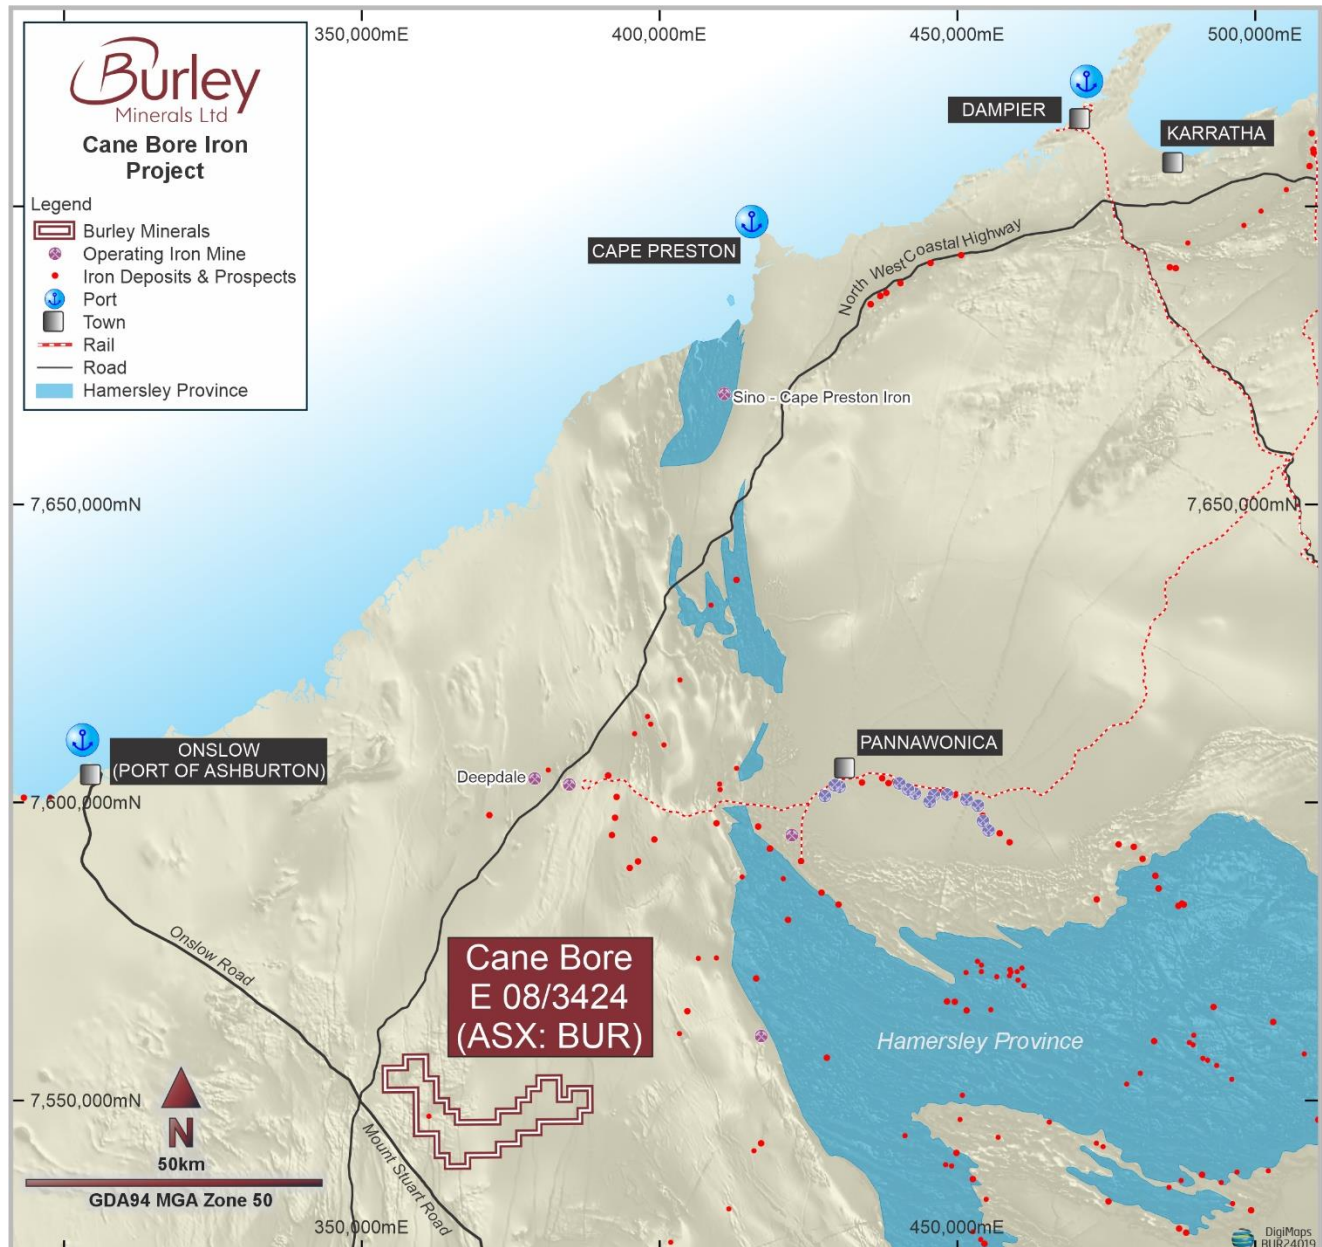 Burley
Minerals Ltd
Cane Bore Iron
Project
Legend
Burley Minerals
Operating Iron Mine
Iron Deposits & Prospects
Port
Town
Rail
Road
Hamersley Province
350,000mE
400,000mE
450,000mE
500,000mE
DAMPIER
KARRATHA
CAPE PRESTON
North West Coastal Highway
Sino - Cape Preston Iron
7,650,000mN
7,650,000mN
ONSLOW
(PORT OF ASHBURTON)
PANNAWONICA
Deepdale
7,600,000mN
Onslow Road
Cane Bore
E 08/3424
(ASX: BUR)
Hamersley Province
7,550,000mN
Mount Stuart Road
N
50km
GDA94 MGA Zone 50
350,000mE
450,000mE
DigiMaps
BUR24019